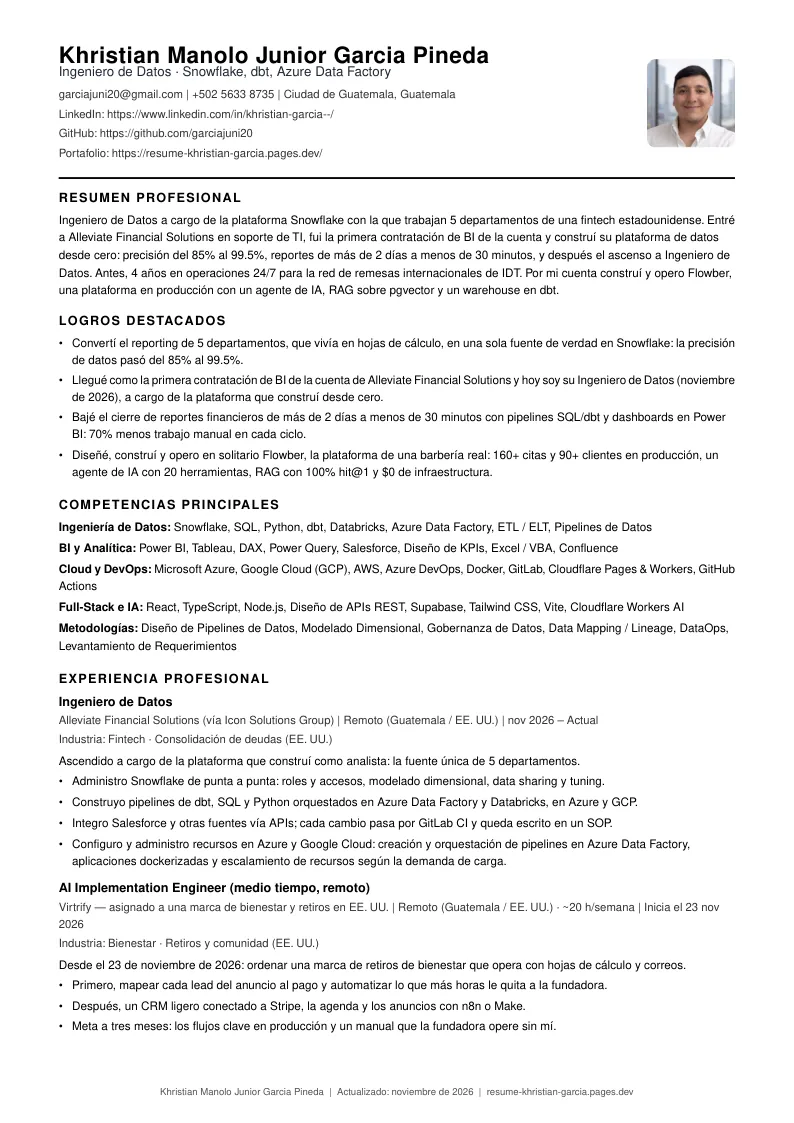 Khristian Manolo Junior Garcia Pineda
Ingeniero de Datos · Snowflake, dbt, Azure Data Factory
garciajuni20@gmail.com | +502 5633 8735 | Ciudad de Guatemala, Guatemala
LinkedIn: https://www.linkedin.com/in/khristian-garcia--/
GitHub: https://github.com/garciajuni20
Portafolio: https://resume-khristian-garcia.pages.dev/
RESUMEN PROFESIONAL
Ingeniero de Datos a cargo de la plataforma Snowflake con la que trabajan 5 departamentos de una fintech estadounidense. Entré
a Alleviate Financial Solutions en soporte de TI, fui la primera contratación de BI de la cuenta y construí su plataforma de datos
desde cero: precisión del 85% al 99.5%, reportes de más de 2 días a menos de 30 minutos, y después el ascenso a Ingeniero de
Datos. Antes, 4 años en operaciones 24/7 para la red de remesas internacionales de IDT. Por mi cuenta construí y opero Flowber,
una plataforma en producción con un agente de IA, RAG sobre pgvector y un warehouse en dbt.
LOGROS DESTACADOS
• Convertí el reporting de 5 departamentos, que vivía en hojas de cálculo, en una sola fuente de verdad en Snowflake: la precisión
de datos pasó del 85% al 99.5%.
• Llegué como la primera contratación de BI de la cuenta de Alleviate Financial Solutions y hoy soy su Ingeniero de Datos (noviembre
de 2026), a cargo de la plataforma que construí desde cero.
• Bajé el cierre de reportes financieros de más de 2 días a menos de 30 minutos con pipelines SQL/dbt y dashboards en Power
BI: 70% menos trabajo manual en cada ciclo.
• Diseñé, construí y opero en solitario Flowber, la plataforma de una barbería real: 160+ citas y 90+ clientes en producción, un
agente de IA con 20 herramientas, RAG con 100% hit@1 y $0 de infraestructura.
COMPETENCIAS PRINCIPALES
Ingeniería de Datos: Snowflake, SQL, Python, dbt, Databricks, Azure Data Factory, ETL / ELT, Pipelines de Datos
BI y Analítica: Power BI, Tableau, DAX, Power Query, Salesforce, Diseño de KPIs, Excel / VBA, Confluence
Cloud y DevOps: Microsoft Azure, Google Cloud (GCP), AWS, Azure DevOps, Docker, GitLab, Cloudflare Pages & Workers, GitHub
Actions
Full-Stack e IA: React, TypeScript, Node.js, Diseño de APIs REST, Supabase, Tailwind CSS, Vite, Cloudflare Workers AI
Metodologías: Diseño de Pipelines de Datos, Modelado Dimensional, Gobernanza de Datos, Data Mapping / Lineage, DataOps,
Levantamiento de Requerimientos
EXPERIENCIA PROFESIONAL
Ingeniero de Datos
Alleviate Financial Solutions (vía Icon Solutions Group) | Remoto (Guatemala / EE. UU.) | nov 2026 – Actual
Industria: Fintech · Consolidación de deudas (EE. UU.)
Ascendido a cargo de la plataforma que construí como analista: la fuente única de 5 departamentos.
• Administro Snowflake de punta a punta: roles y accesos, modelado dimensional, data sharing y tuning.
• Construyo pipelines de dbt, SQL y Python orquestados en Azure Data Factory y Databricks, en Azure y GCP.
• Integro Salesforce y otras fuentes vía APIs; cada cambio pasa por GitLab CI y queda escrito en un SOP.
• Configuro y administro recursos en Azure y Google Cloud: creación y orquestación de pipelines en Azure Data Factory,
aplicaciones dockerizadas y escalamiento de recursos según la demanda de carga.
AI Implementation Engineer (medio tiempo, remoto)
Virtrify — asignado a una marca de bienestar y retiros en EE. UU. | Remoto (Guatemala / EE. UU.) · ~20 h/semana | Inicia el 23 nov
2026
Industria: Bienestar · Retiros y comunidad (EE. UU.)
Desde el 23 de noviembre de 2026: ordenar una marca de retiros de bienestar que opera con hojas de cálculo y correos.
• Primero, mapear cada lead del anuncio al pago y automatizar lo que más horas le quita a la fundadora.
• Después, un CRM ligero conectado a Stripe, la agenda y los anuncios con n8n o Make.
• Meta a tres meses: los flujos clave en producción y un manual que la fundadora opere sin mí.
Khristian Manolo Junior Garcia Pineda | Actualizado: noviembre de 2026 | resume-khristian-garcia.pages.dev